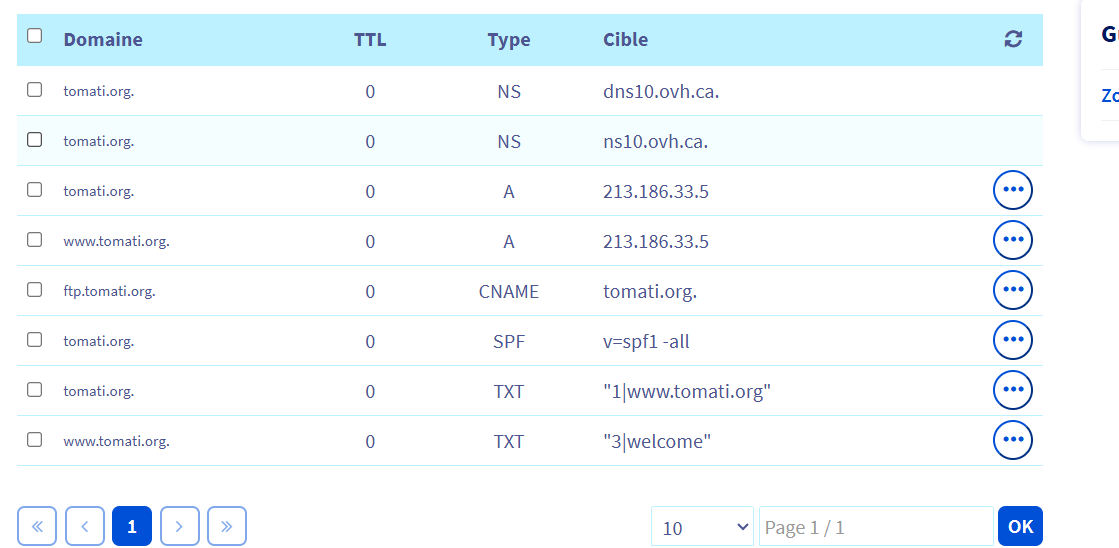 Domaine TTL Type Cible
tomati.org. 0 NS dns10.ovh.ca.
tomati.org. 0 NS ns10.ovh.ca.
tomati.org. 0 A 213.186.33.5
www.tomati.org. 0 A 213.186.33.5
ftp.tomati.org. 0 CNAME tomati.org.
tomati.org. 0 SPF v=spf1 -all
tomati.org. 0 TXT "1|www.tomati.org"
www.tomati.org. 0 TXT "3|welcome"
« ‹ 1 › » 10 Page 1 / 1 OK